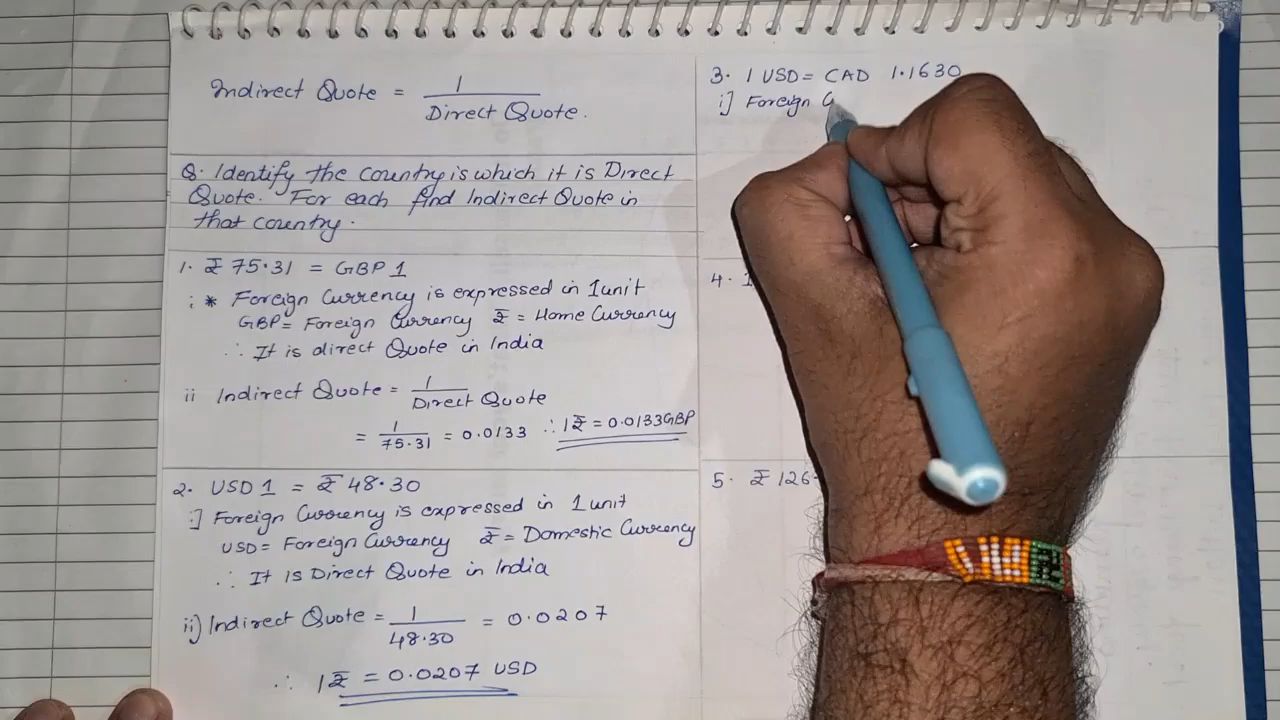 Indirect Quote = 1 / Direct Quote.
Q. Identify the country is which it is Direct
Quote. For each find Indirect Quote in
that country.
1. ₹ 75.31 = GBP 1
i * Foreign Currency is expressed in 1 unit
GBP = Foreign Currency ₹ = Home Currency
∴ It is direct Quote in India
ii Indirect Quote = 1 / Direct Quote
= 1 / 75.31 = 0.0133 ∴ 1₹ = 0.0133GBP
2. USD 1 = ₹ 48.30
i] Foreign Currency is expressed in 1 unit
USD = Foreign Currency ₹ = Domestic Currency
∴ It is Direct Quote in India
ii) Indirect Quote = 1 / 48.30 = 0.0207
∴ 1₹ = 0.0207 USD
3. 1 USD = CAD 1.1630
i] Foreign
4.
5. ₹ 126